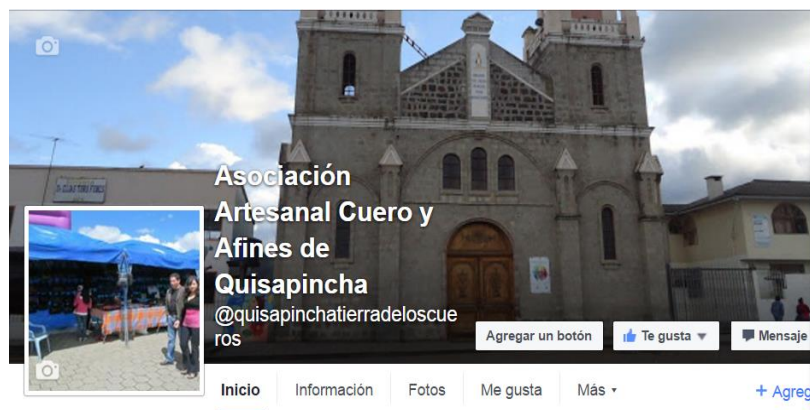 Asociación
Artesanal Cuero y
Afines de
Quisapincha
@quisapinchatierradeloscue
ros
Agregar un botón
Te gusta
Mensaje
Inicio
Información
Fotos
Me gusta
Más
+ Agreg